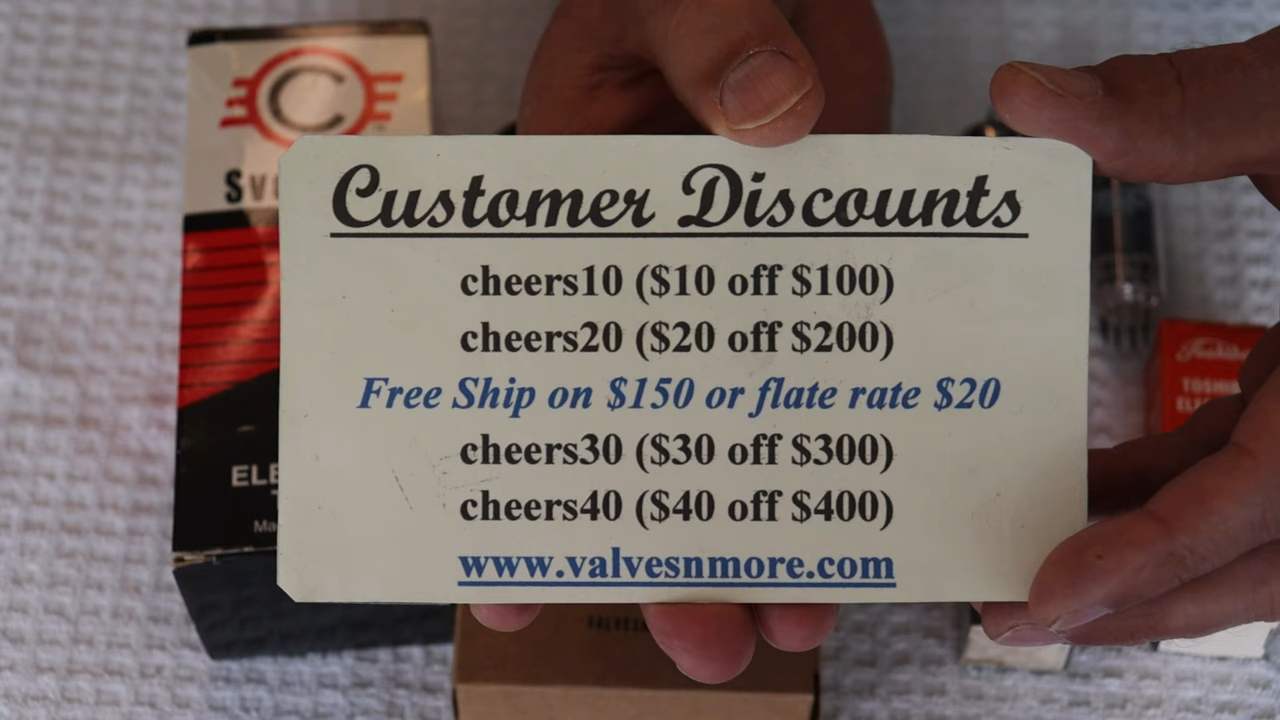 C
Customer Discounts
cheers10 ($10 off $100)
cheers20 ($20 off $200)
Free Ship on $150 or flate rate $20
cheers30 ($30 off $300)
cheers40 ($40 off $400)
www.valvesnmore.com